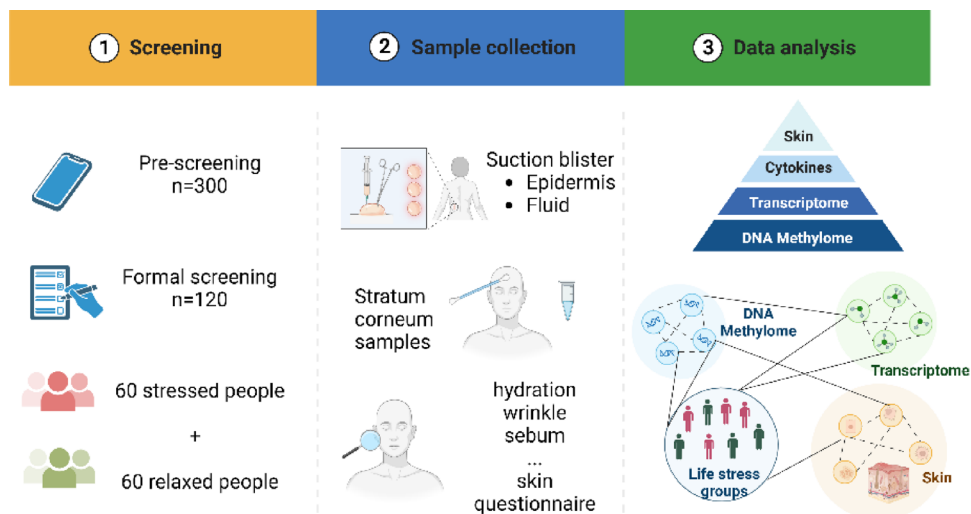 1 Screening
2 Sample collection
3 Data analysis
Pre-screening
n=300
Formal screening
n=120
60 stressed people
+
60 relaxed people
Suction blister
• Epidermis
• Fluid
Stratum
corneum
samples
hydration
wrinkle
sebum
...
skin
questionnaire
Skin
Cytokines
Transcriptome
DNA Methylome
DNA
Methylome
Transcriptome
Life stress
groups
Skin